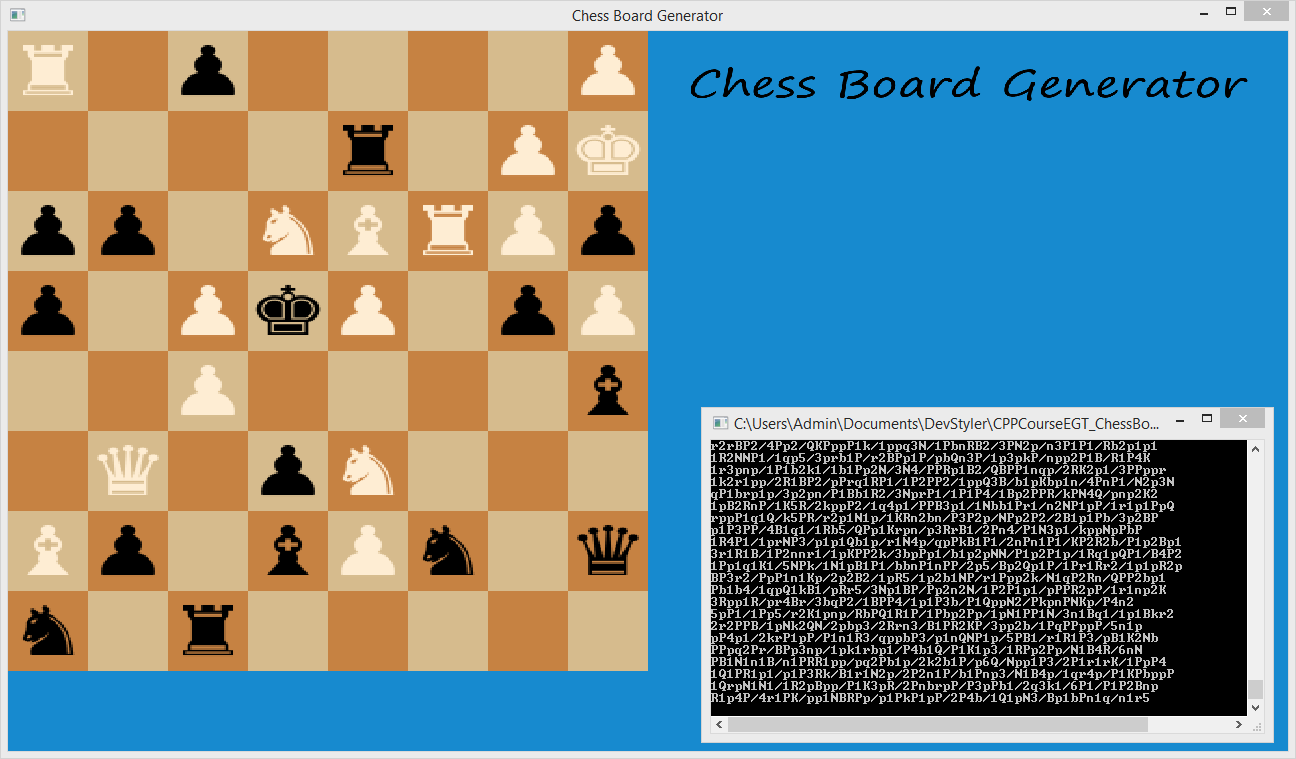 Chess Board Generator
Chess Board Generator
C:\Users\Admin\Documents\DevStyler\CPPCourseEGT_ChessBo...
r2rBP2/4Pp2/QKPppP1k/1ppq3N/1PbnRB2/3PN2p/n3P1P1/Rb2p1p1
1R2NNP1/1qp5/3prb1P/r2BPp1P/pbQn3P/1p3pkP/npp2P1B/R1P4K
1r3pnp/1P1b2k1/1b1Pp2N/3N4/PPRp1B2/QBPP1nqp/2RK2p1/3PPppr
1k2r1pp/2R1BP2/pPrq1RP1/1P2PP2/1ppQ3B/b1pKbp1n/4PnP1/N2p3N
qP1brp1p/3p2pn/P1Bb1R2/3NprP1/1P1P4/1Bp2PPR/kPN4Q/pnp2K2
1pB2RnP/1K5R/2kppP2/1q4p1/PPB3p1/1Nbb1Pr1/n2NP1pP/1r1p1PpQ
rppP1q1Q/k5PR/r2p1N1p/1KRn2bn/P3P2p/NPp2P2/2B1p1Pb/3p2BP
p1P3PP/4B1q1/1Rb5/QPp1Krpn/p3RrB1/2Pn4/P1N3p1/kppNpPbP
1R4P1/1prNP3/p1p1Qb1p/r1N4p/qpPkB1P1/2nPn1P1/KP2R2b/P1p2Bp1
3r1R1B/1P2nnr1/1pKPP2k/3bpPp1/b1p2pNN/P1p2P1p/1Rq1pQP1/B4P2
1Pp1q1K1/5NPk/1N1pB1P1/bbnP1nPP/2p5/Bp2Qp1P/1Pr1Rr2/1p1pR2p
BP3r2/PpP1n1Kp/2p2B2/1pR5/1p2b1NP/r1Ppp2k/N1qP2Rn/QPP2bp1
Pb1b4/1qpQ1kB1/pRr5/3Np1BP/Pp2n2N/1P2P1p1/pPPR2pP/1r1np2K
3Rpp1R/pr4Br/3bqP2/1BPP4/1p1P3b/P1QppN2/PkpnPNKp/P4n2
5pP1/1Pp5/r2K1pnp/RbPQ1R1P/1Pbp2Pp/1pN1PP1N/3n1Bq1/1p1Bkr2
2r2PPB/1pNk2QN/2pbp3/2Rrn3/B1PR2KP/3pp2b/1PqPPppP/5n1p
pP4p1/2krP1pP/P1n1R3/qppbP3/p1nQNP1p/5PB1/r1R1P3/pB1K2Nb
PPpq2Pr/BPp3np/1pk1rbp1/P4b1Q/P1K1p3/1RPp2Pp/N1B4R/6nN
PB1N1n1B/n1PRR1pp/pq2Pb1p/2k2b1P/p6Q/Npp1P3/2P1r1rK/1PpP4
1Q1PR1p1/p1P3Rk/B1r1N2p/2P2n1P/b1Pnp3/N1B4p/1qr4p/P1KPbppP
1QrpN1N1/1R2pBpp/P1K3pR/2PnbrpP/P3pPb1/2q3k1/6P1/P1P2Bnp
R1p4P/4r1PK/pp1NBRPp/p1PkP1pP/2P4b/1Q1pN3/Bp1bPn1q/n1r5